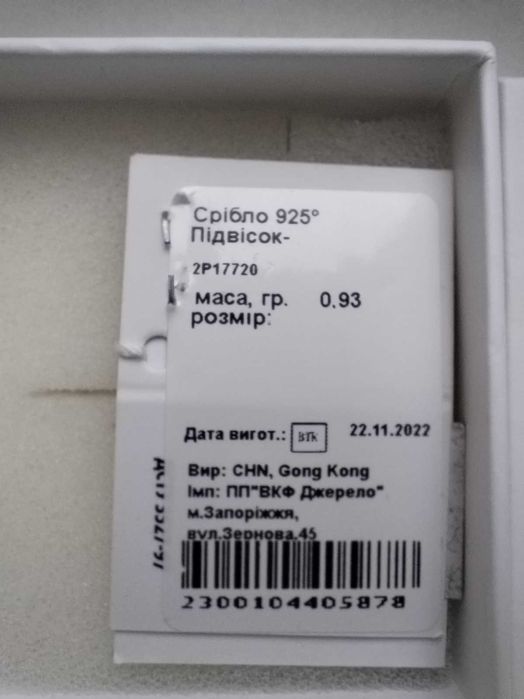 Срібло 925°
Підвісок-
2P17720
маса, гр. 0.93
розмір:
Дата вигот.: ВТК 22.11.2022
Вир: CHN, Gong Kong
Імп: ПП"ВКФ Джерело"
м.Запоріжжя,
вул.Зернова,45
2300104405878